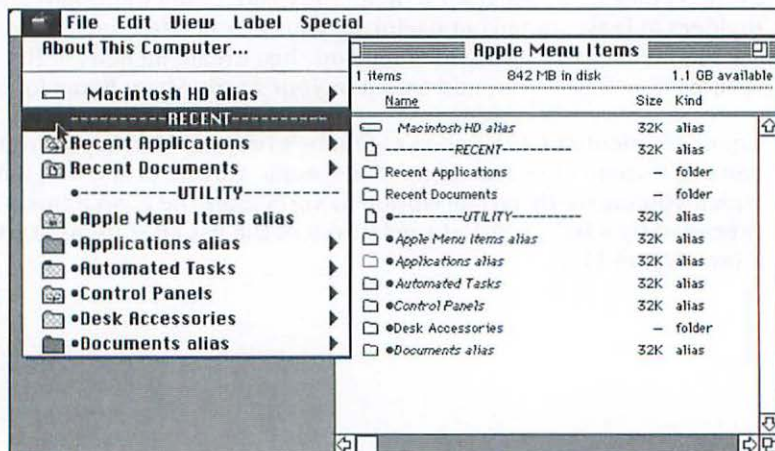 File Edit View Label Special
About This Computer...
Macintosh HD alias
--------RECENT--------
Recent Applications
Recent Documents
•--------UTILITY--------
•Apple Menu Items alias
•Applications alias
•Automated Tasks
•Control Panels
•Desk Accessories
•Documents alias
Apple Menu Items
1 items 842 MB in disk 1.1 GB available
Name Size Kind
Macintosh HD alias 32K alias
--------RECENT-------- 32K alias
Recent Applications – folder
Recent Documents – folder
•--------UTILITY-------- 32K alias
•Apple Menu Items alias 32K alias
•Applications alias 32K alias
•Automated Tasks 32K alias
•Control Panels 32K alias
•Desk Accessories – folder
•Documents alias 32K alias